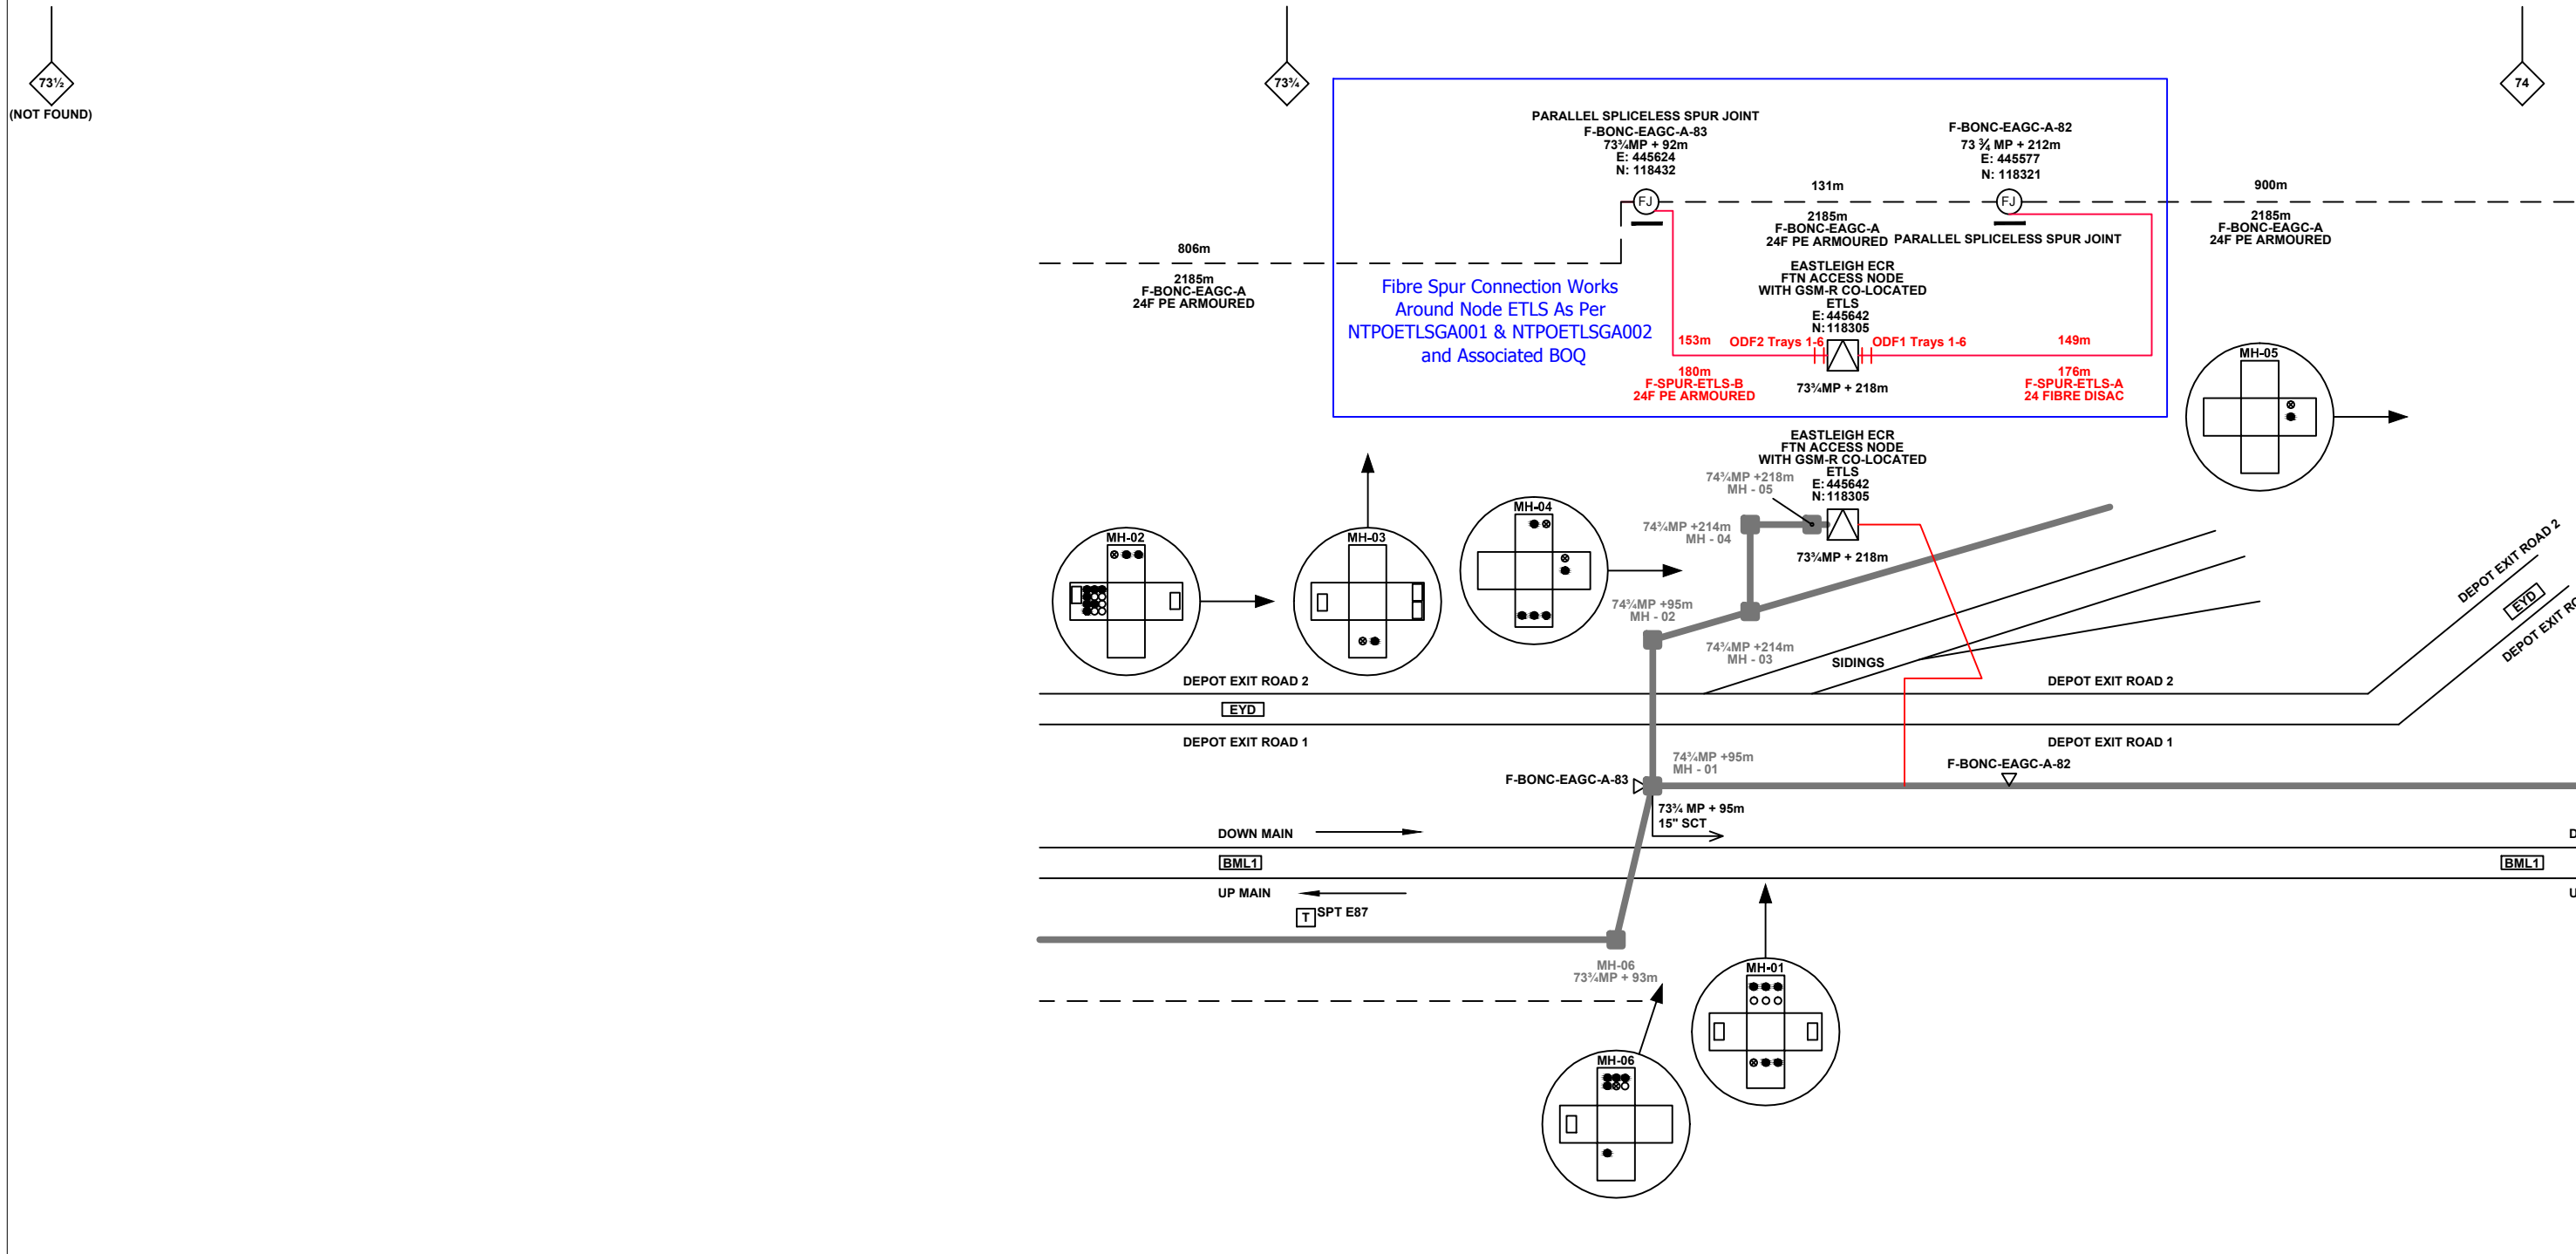 73½
(NOT FOUND)
73¾
74
PARALLEL SPLICELESS SPUR JOINT
F-BONC-EAGC-A-83
73¾MP + 92m
E: 445624
N: 118432
F-BONC-EAGC-A-82
73 ¾ MP + 212m
E: 445577
N: 118321
FJ
131m
FJ
900m
2185m
F-BONC-EAGC-A
24F PE ARMOURED
PARALLEL SPLICELESS SPUR JOINT
2185m
F-BONC-EAGC-A
24F PE ARMOURED
806m
2185m
F-BONC-EAGC-A
24F PE ARMOURED
Fibre Spur Connection Works
Around Node ETLS As Per
NTPOETLSGA001 & NTPOETLSGA002
and Associated BOQ
EASTLEIGH ECR
FTN ACCESS NODE
WITH GSM-R CO-LOCATED
ETLS
E: 445642
N: 118305
153m
ODF2 Trays 1-6
ODF1 Trays 1-6
149m
180m
F-SPUR-ETLS-B
24F PE ARMOURED
73¾MP + 218m
176m
F-SPUR-ETLS-A
24 FIBRE DISAC
MH-05
EASTLEIGH ECR
FTN ACCESS NODE
WITH GSM-R CO-LOCATED
ETLS
E: 445642
N: 118305
74¾MP +218m
MH - 05
74¾MP +214m
MH - 04
73¾MP + 218m
MH-02
MH-03
MH-04
74¾MP +95m
MH - 02
74¾MP +214m
MH - 03
SIDINGS
DEPOT EXIT ROAD 2
EYD
DEPOT EXIT RO
DEPOT EXIT ROAD 2
DEPOT EXIT ROAD 2
EYD
DEPOT EXIT ROAD 1
DEPOT EXIT ROAD 1
74¾MP +95m
MH - 01
F-BONC-EAGC-A-83
F-BONC-EAGC-A-82
73¾ MP + 95m
15" SCT
DOWN MAIN
D
BML1
BML1
UP MAIN
U
T
SPT E87
MH-06
73¾MP + 93m
MH-01
MH-06